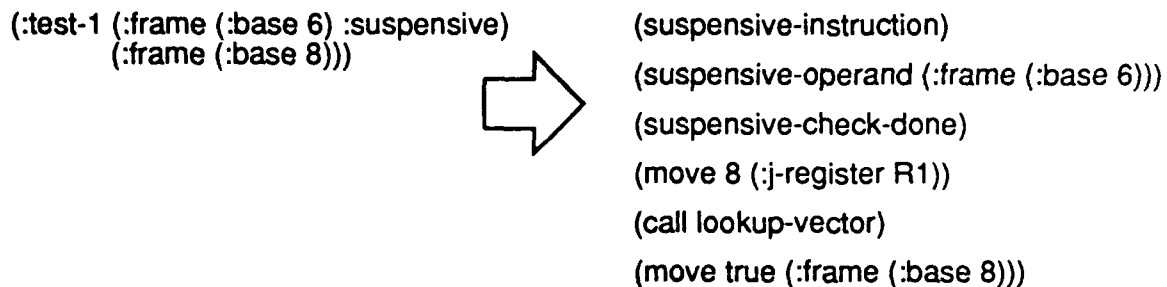 (:test-1 (:frame (:base 6) :suspensive)
(:frame (:base 8)))
(suspensive-instruction)
(suspensive-operand (:frame (:base 6)))
(suspensive-check-done)
(move 8 (:j-register R1))
(call lookup-vector)
(move true (:frame (:base 8)))